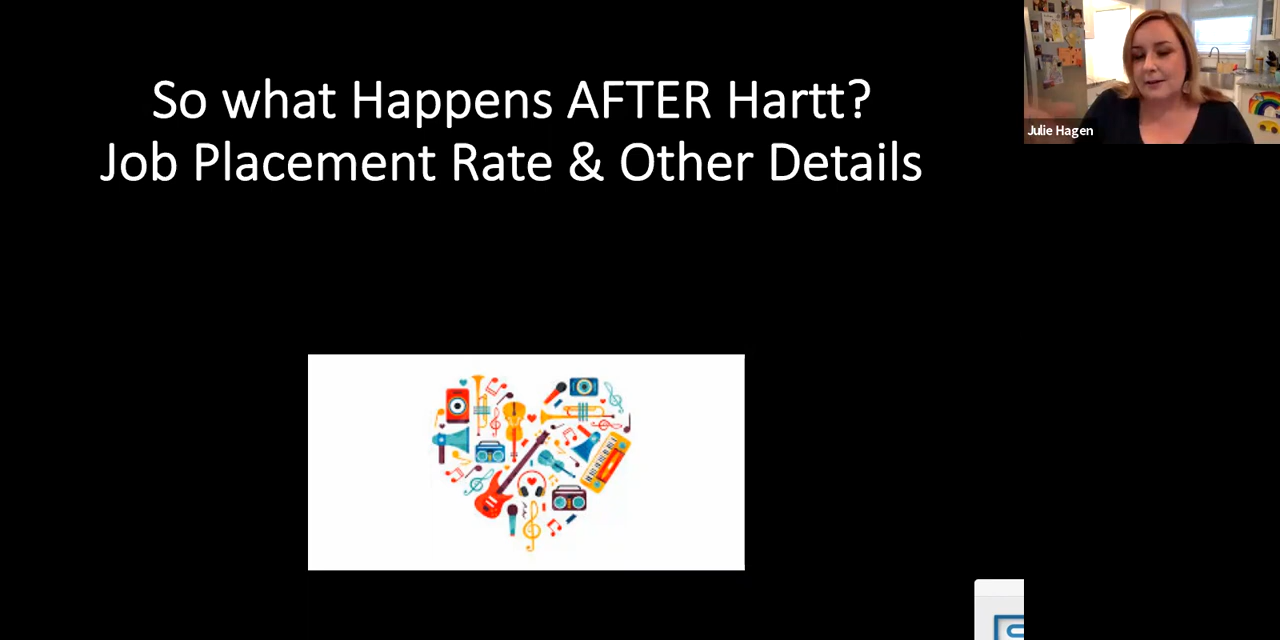 So what Happens AFTER Hartt?
Job Placement Rate & Other Details
Julie Hagen